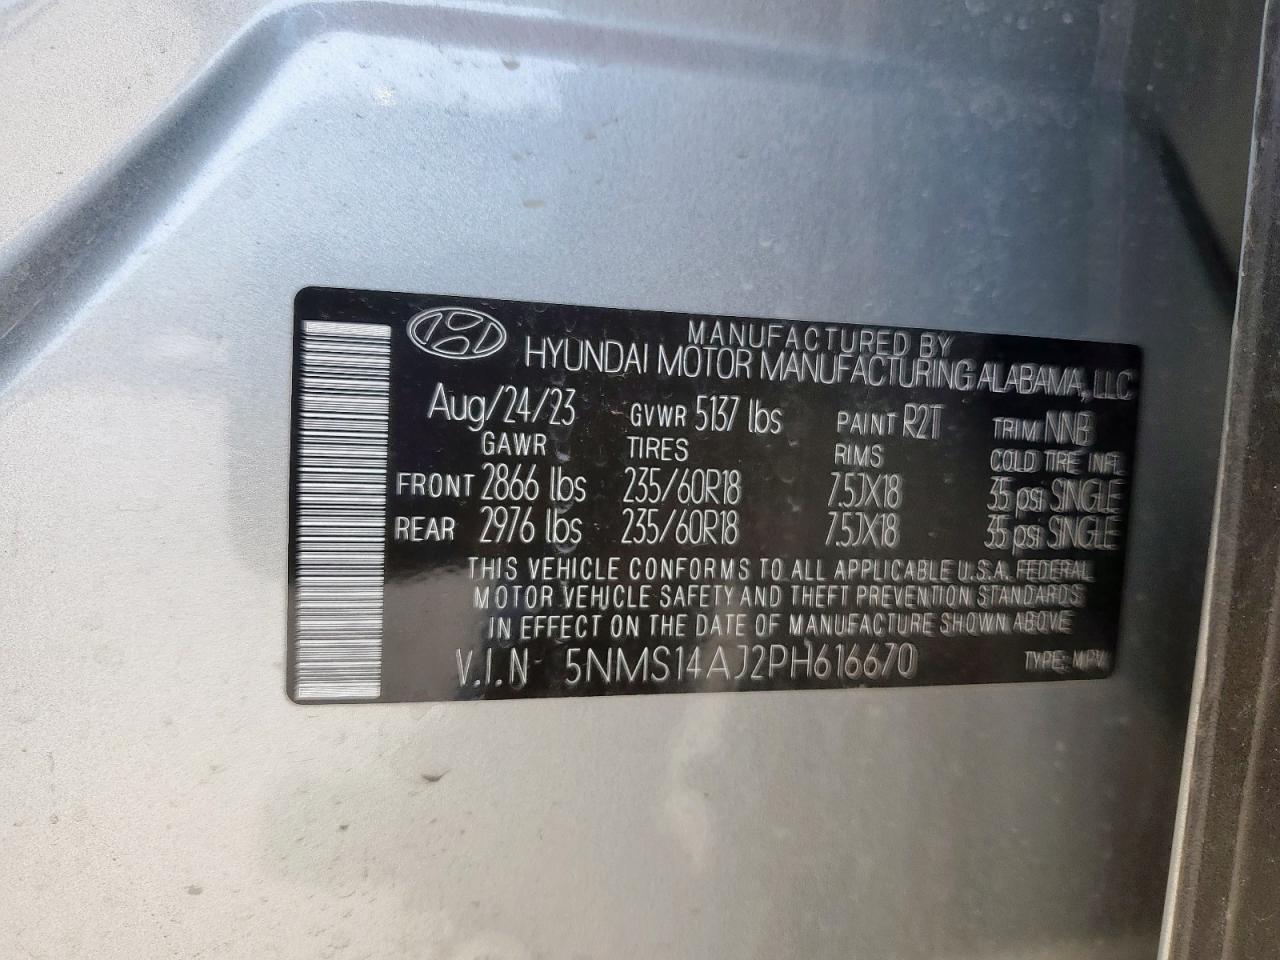 MANUFACTURED BY
HYUNDAI MOTOR MANUFACTURING ALABAMA, LLC
Aug/24/23 GVWR 5137 lbs PAINT R2T TRIM NNB
GAWR TIRES RIMS COLD TIRE INFL
FRONT 2866 lbs 235/60R18 7.5JX18 35 psi SINGLE
REAR 2976 lbs 235/60R18 7.5JX18 35 psi SINGLE
THIS VEHICLE CONFORMS TO ALL APPLICABLE U.S.A. FEDERAL
MOTOR VEHICLE SAFETY AND THEFT PREVENTION STANDARDS
IN EFFECT ON THE DATE OF MANUFACTURE SHOWN ABOVE
V.I.N 5NMS14AJ2PH616670 TYPE: MPV